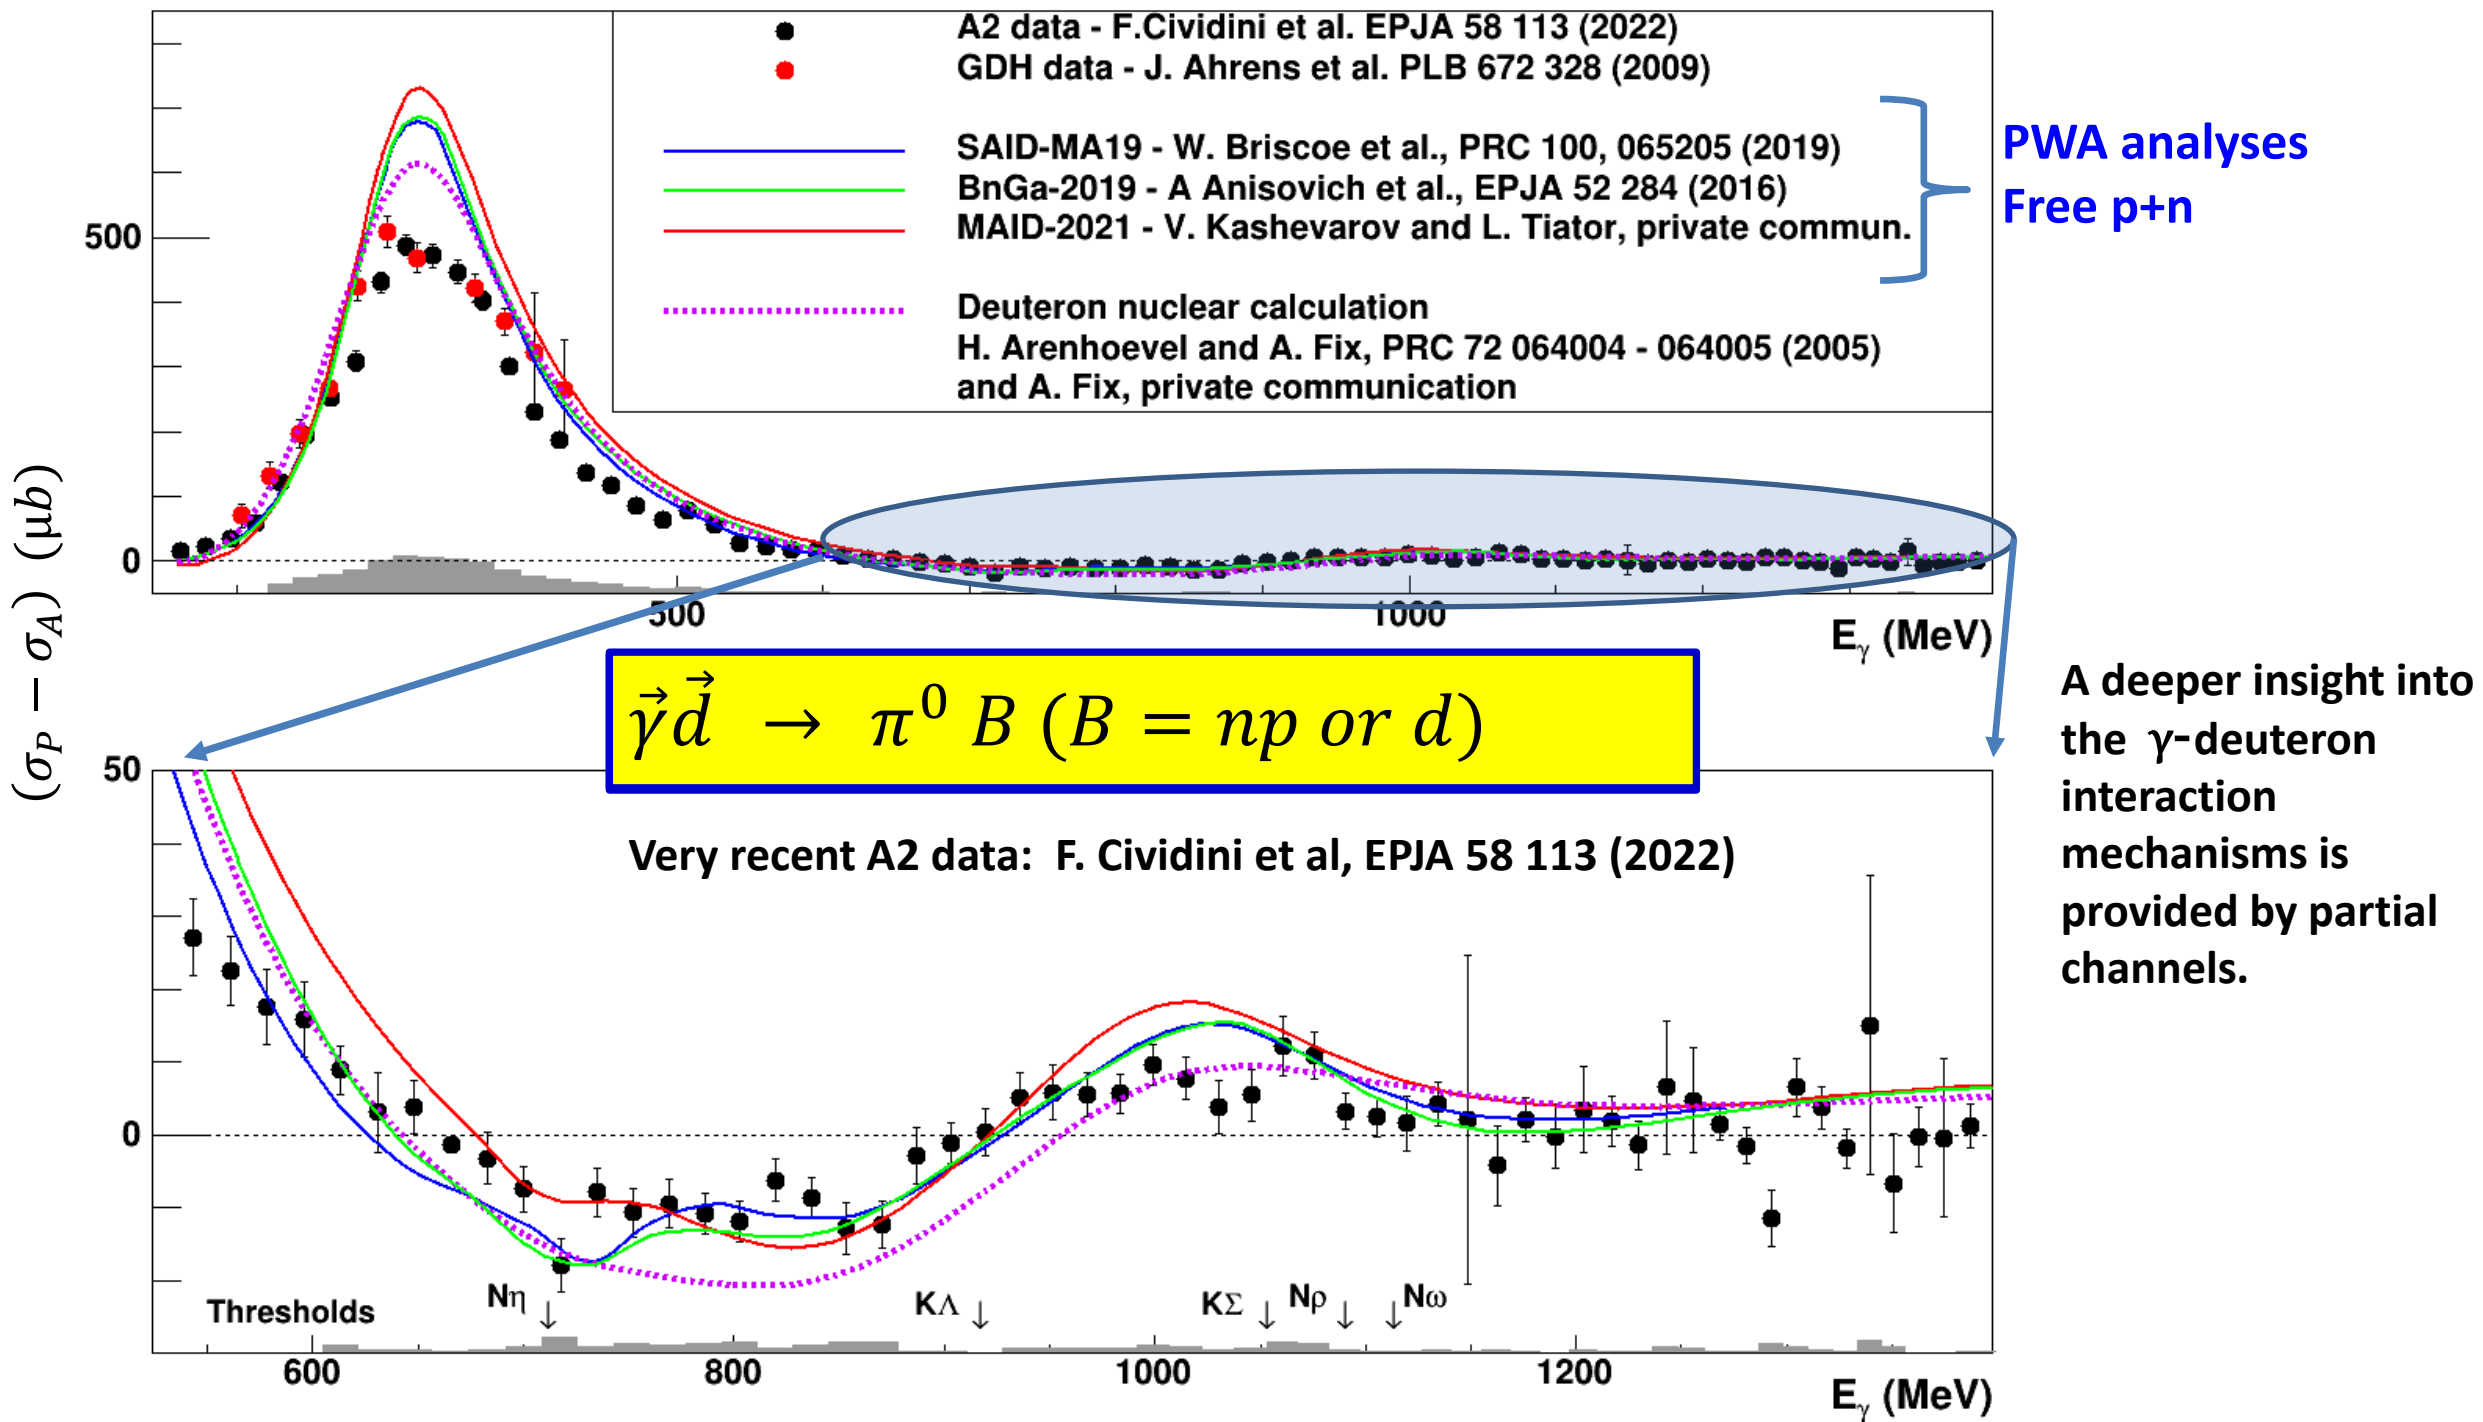 A2 data - F.Cividini et al. EPJA 58 113 (2022)
GDH data - J. Ahrens et al. PLB 672 328 (2009)
SAID-MA19 - W. Briscoe et al., PRC 100, 065205 (2019)
BnGa-2019 - A Anisovich et al., EPJA 52 284 (2016)
MAID-2021 - V. Kashevarov and L. Tiator, private commun.
Deuteron nuclear calculation
H. Arenhoevel and A. Fix, PRC 72 064004 - 064005 (2005)
and A. Fix, private communication
PWA analyses
Free p+n
500
0
500
1000
E_γ (MeV)
(σ_P − σ_A) (μb)
γ⃗ d⃗ → π⁰ B (B = np or d)
A deeper insight into
the γ-deuteron
interaction
mechanisms is
provided by partial
channels.
50
Very recent A2 data: F. Cividini et al, EPJA 58 113 (2022)
0
Thresholds
Nη ↓
KΛ ↓
KΣ ↓
Nρ ↓
↓ Nω
600
800
1000
1200
E_γ (MeV)